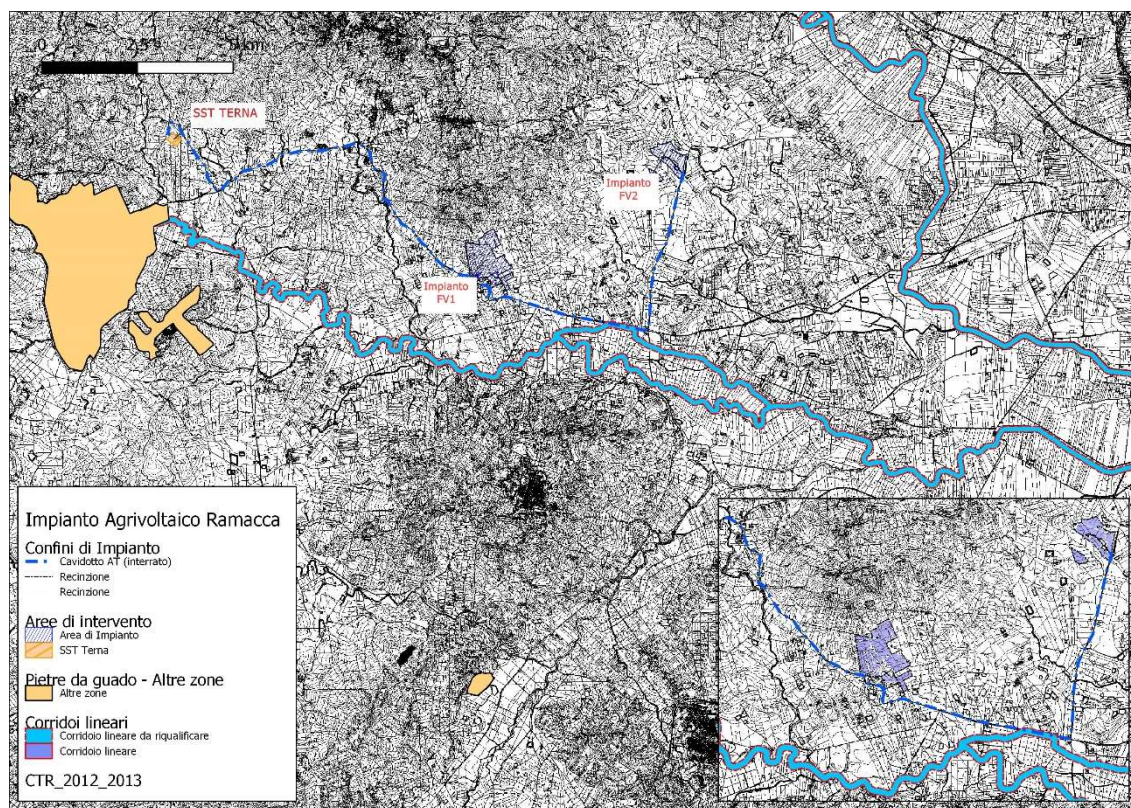 0 2,5 5 km
SST TERNA
Impianto
FV2
Impianto
FV1
Impianto Agrivoltaico Ramacca
Confini di Impianto
Cavidotto AT (interrato)
Recinzione
Recinzione
Aree di intervento
Area di Impianto
SST Terna
Pietre da guado - Altre zone
Altre zone
Corridoi lineari
Corridoio lineare da riqualificare
Corridoio lineare
CTR_2012_2013